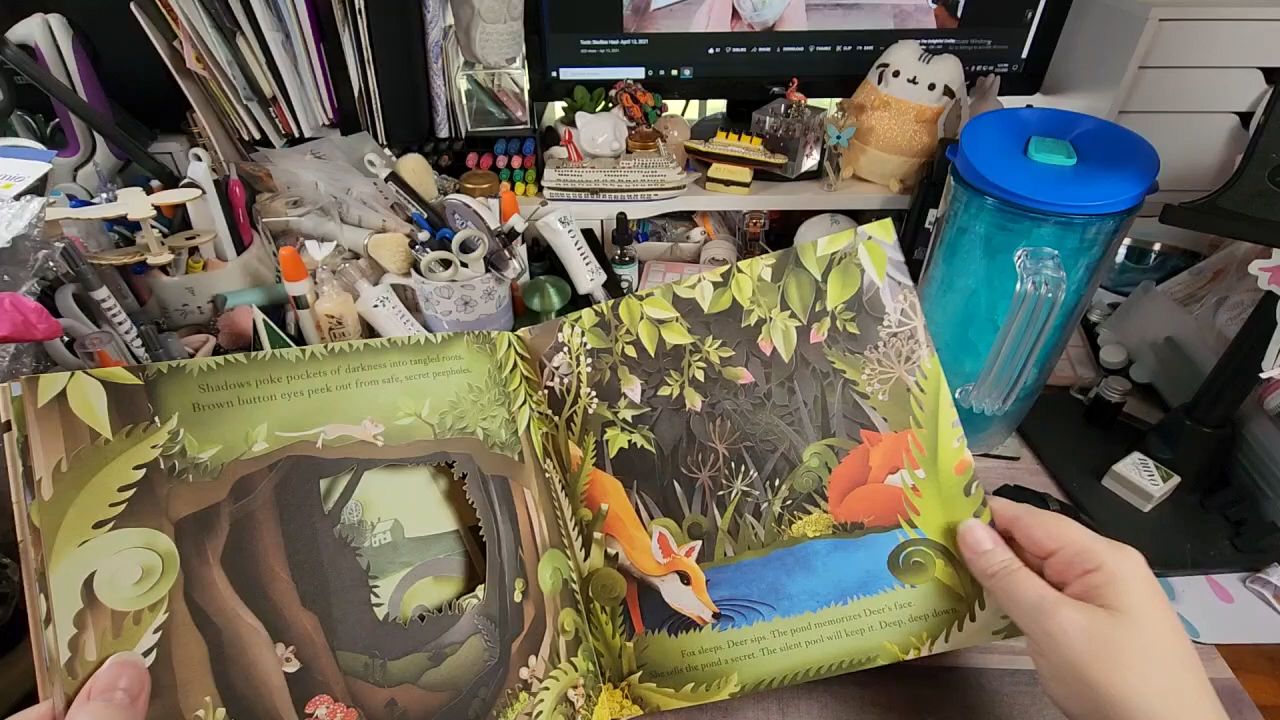 Shadows poke pockets of darkness into tangled roots.
Brown button eyes peek out from safe, secret peepholes.
Fox sleeps. Deer sips. The pond memorizes Deer's face.
She tells the pond a secret. The silent pool will keep it. Deep, deep down.